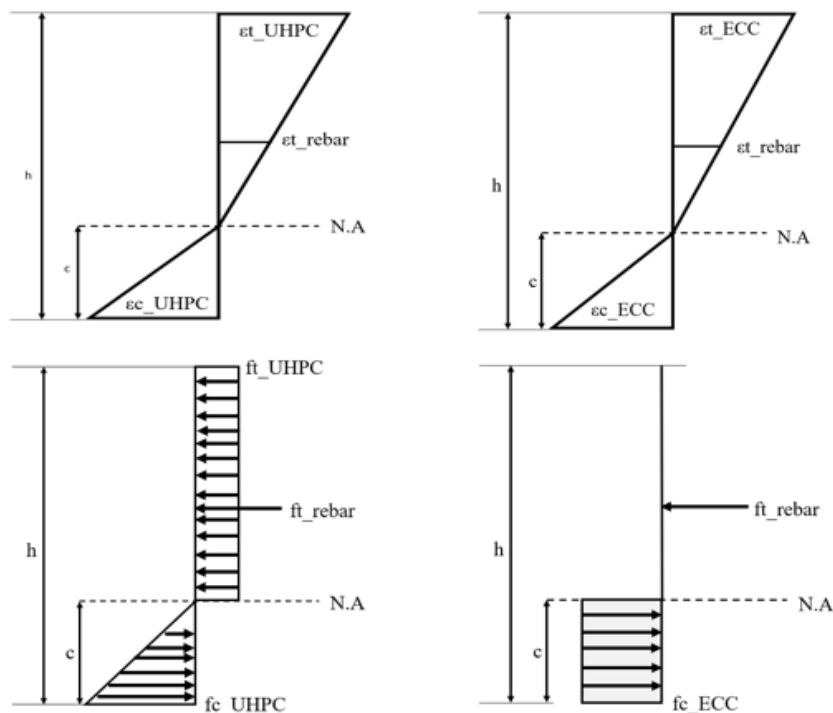 εt_UHPC
εt_rebar
h
N.A
c
εc_UHPC
εt_ECC
εt_rebar
h
N.A
c
εc_ECC
ft_UHPC
ft_rebar
h
N.A
c
fc_UHPC
ft_rebar
h
N.A
c
fc_ECC